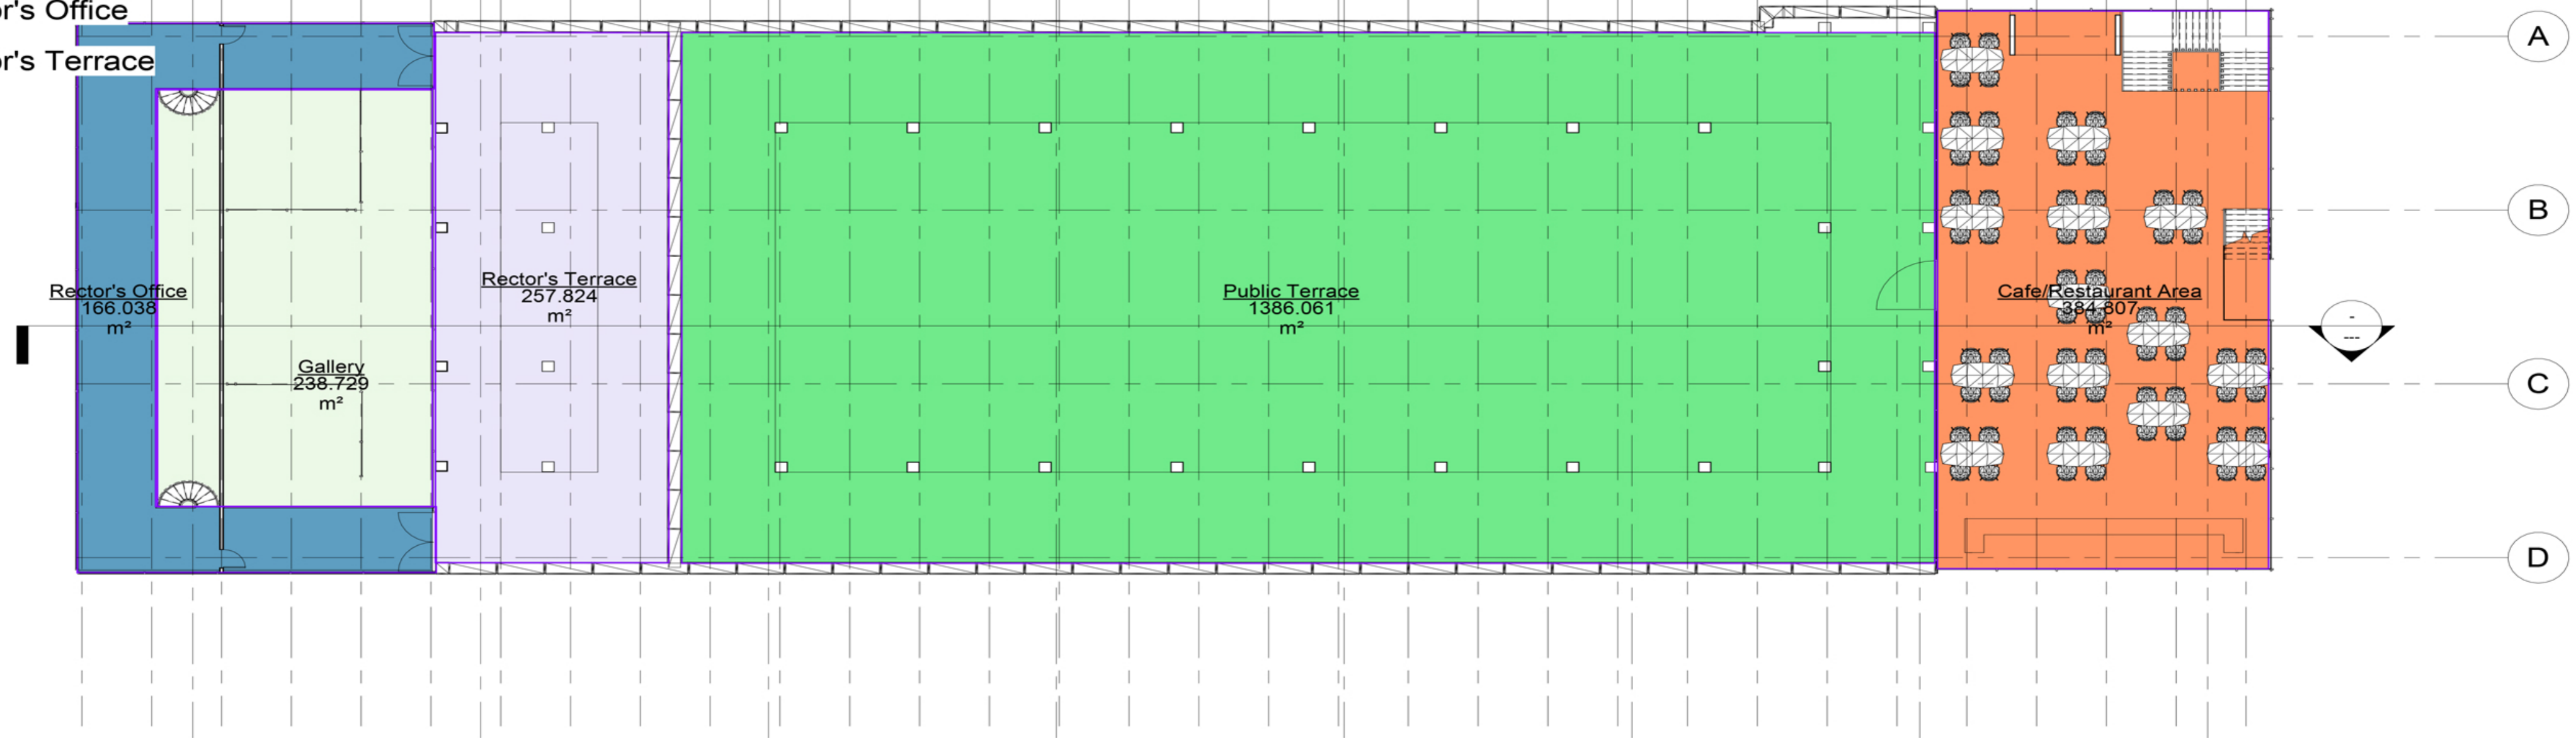 r's Office
r's Terrace
A
B
C
D
Rector's Office
166.038
m²
Gallery
238.729
m²
Rector's Terrace
257.824
m²
Public Terrace
1386.061
m²
Cafe/Restaurant Area
384.807
m²
-
---